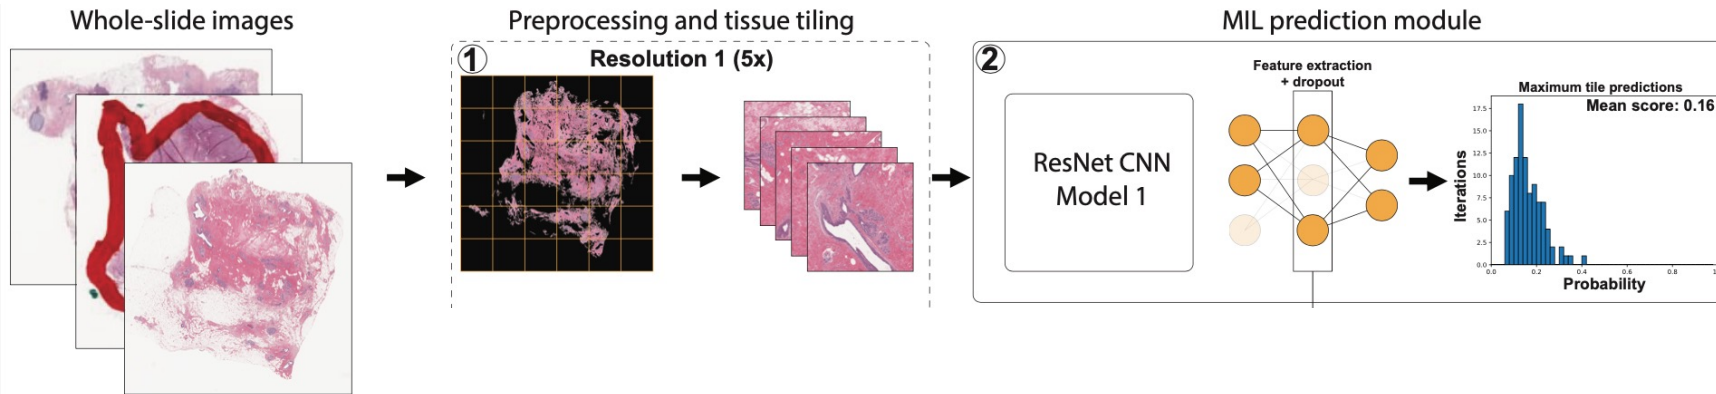 Whole-slide images
Preprocessing and tissue tiling
MIL prediction module
1
Resolution 1 (5x)
2
ResNet CNN
Model 1
Feature extraction
+ dropout
Maximum tile predictions
Mean score: 0.16
Iterations
17.5
15.0
12.5
10.0
7.5
5.0
2.5
0.0
0.0
0.2
0.4
0.6
0.8
1
Probability